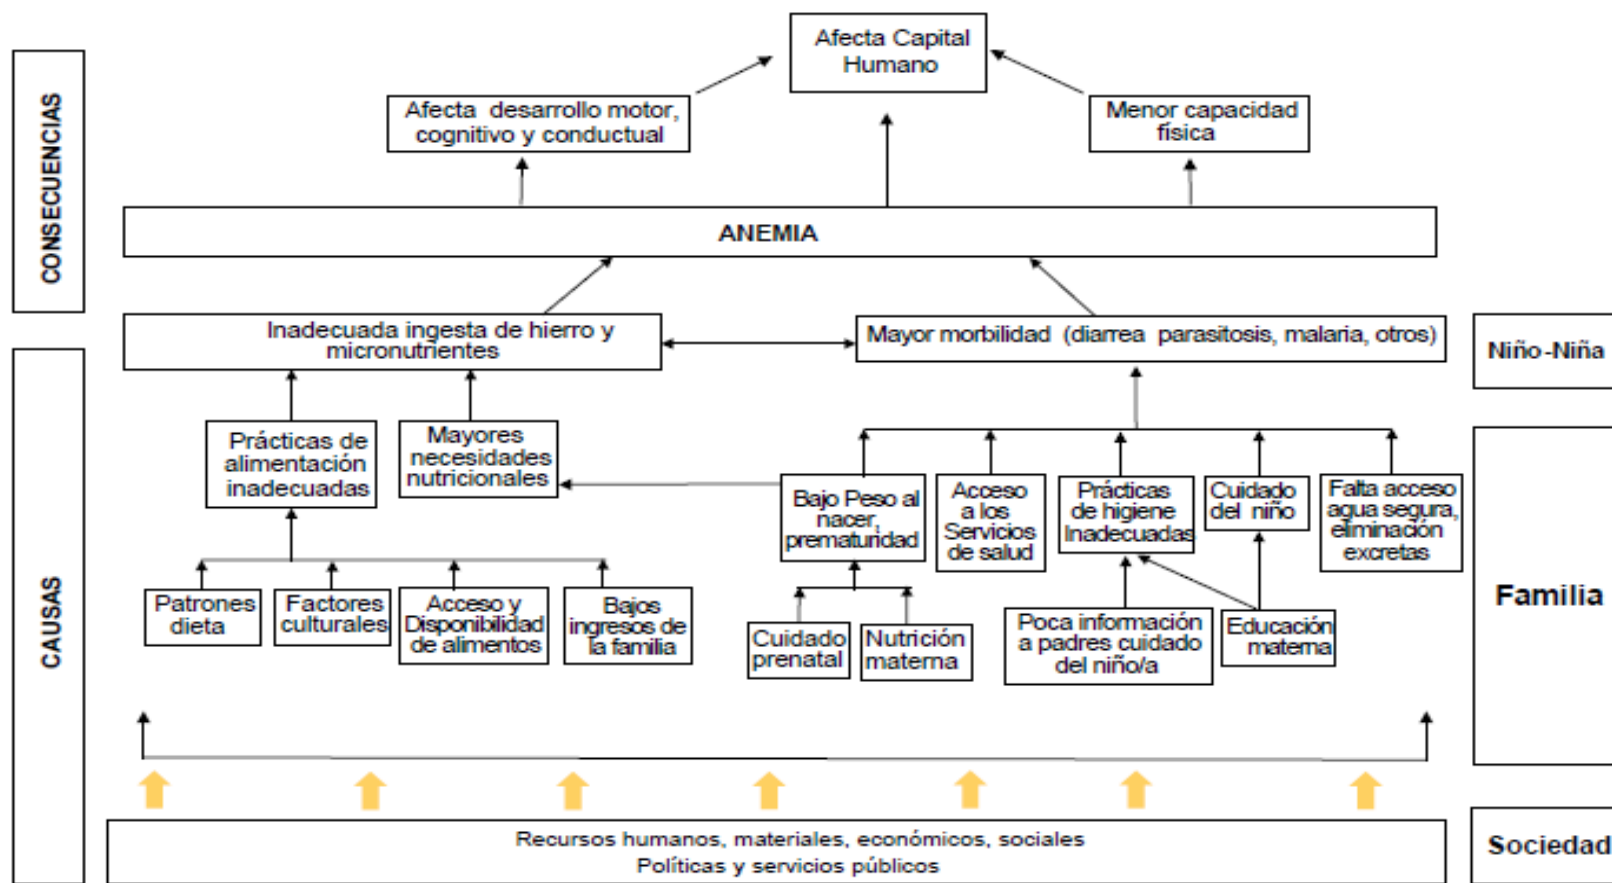 CONSECUENCIAS
Afecta Capital
Humano
Afecta desarrollo motor,
cognitivo y conductual
Menor capacidad
física
ANEMIA
CAUSAS
Inadecuada ingesta de hierro y
micronutrientes
Mayor morbilidad (diarrea parasitosis, malaria, otros)
Niño-Niña
Prácticas de
alimentación
inadecuadas
Mayores
necesidades
nutricionales
Bajo Peso al
nacer,
prematuridad
Acceso
a los
Servicios
de salud
Prácticas
de higiene
Inadecuadas
Cuidado
del niño
Falta acceso
agua segura,
eliminación
excretas
Familia
Patrones
dieta
Factores
culturales
Acceso y
Disponibilidad
de alimentos
Bajos
ingresos de
la familia
Cuidado
prenatal
Nutrición
materna
Poca información
a padres cuidado
del niño/a
Educación
materna
Recursos humanos, materiales, económicos, sociales
Políticas y servicios públicos
Sociedad